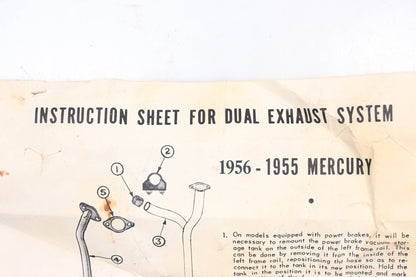 INSTRUCTION SHEET FOR DUAL EXHAUST SYSTEM
1956 - 1955 MERCURY
1
2
5
3
4
1. On models equipped with power brakes, it will be
necessary to remount the power brake vacuum stor-
age tank on the outside of the left frame rail. This
can be done by removing it from the inside of the
left frame rail, repositioning the hose so as to re-
connect it to the tank in its new position. Hold the
tank in the position it is to be mounted and mark